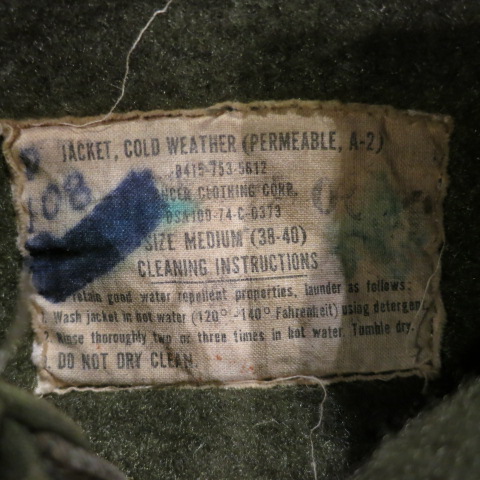 JACKET, COLD WEATHER (PERMEABLE, A-2)
8415-753-5612
CLOTHING CORP.
108
DSA100-74-C-0373
SIZE MEDIUM (38-40)
CLEANING INSTRUCTIONS
retain good water repellent properties, launder as follows:
1. Wash jacket in hot water (120° -140° Fahrenheit) using detergent
2. Rinse thoroughly two or three times in hot water. Tumble dry.
DO NOT DRY CLEAN.